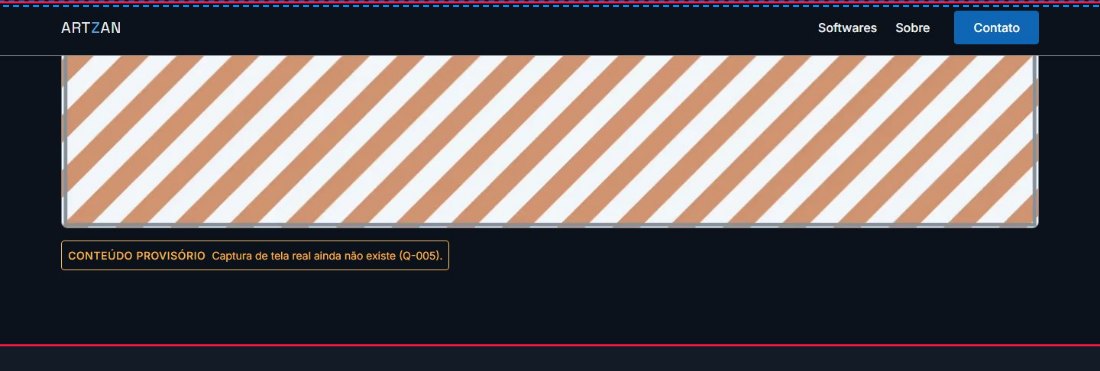 ARTZAN
Softwares
Sobre
Contato
CONTEÚDO PROVISÓRIO Captura de tela real ainda não existe (Q-005).